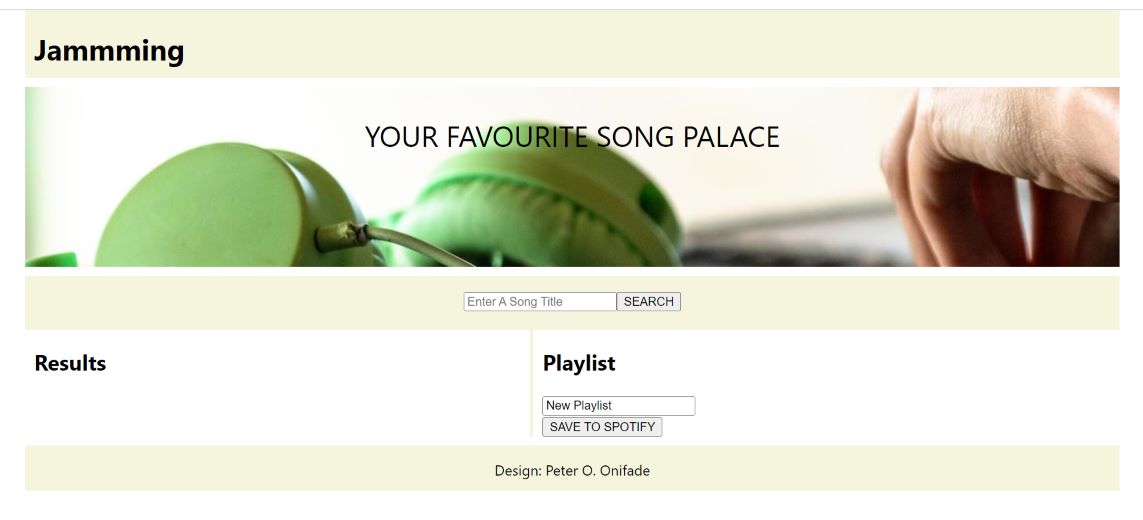 Jammming
YOUR FAVOURITE SONG PALACE
Enter A Song Title SEARCH
Results
Playlist
New Playlist
SAVE TO SPOTIFY
Design: Peter O. Onifade